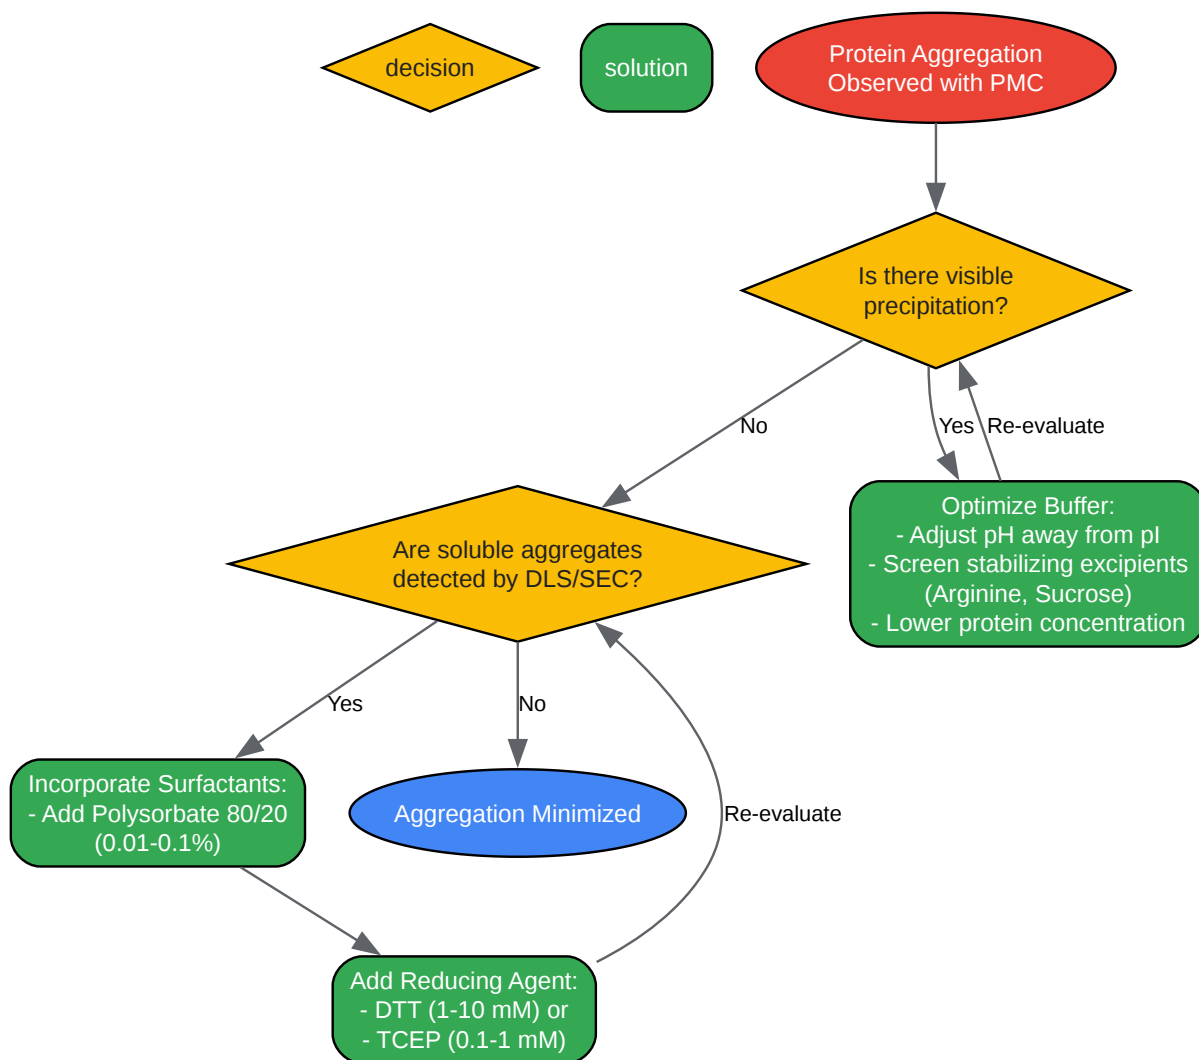 decision
solution
Protein Aggregation
Observed with PMC
Is there visible
precipitation?
No
Yes
Re-evaluate
Optimize Buffer:
- Adjust pH away from pI
- Screen stabilizing excipients
(Arginine, Sucrose)
- Lower protein concentration
Are soluble aggregates
detected by DLS/SEC?
Yes
No
Incorporate Surfactants:
- Add Polysorbate 80/20
(0.01-0.1%)
Aggregation Minimized
Re-evaluate
Add Reducing Agent:
- DTT (1-10 mM) or
- TCEP (0.1-1 mM)